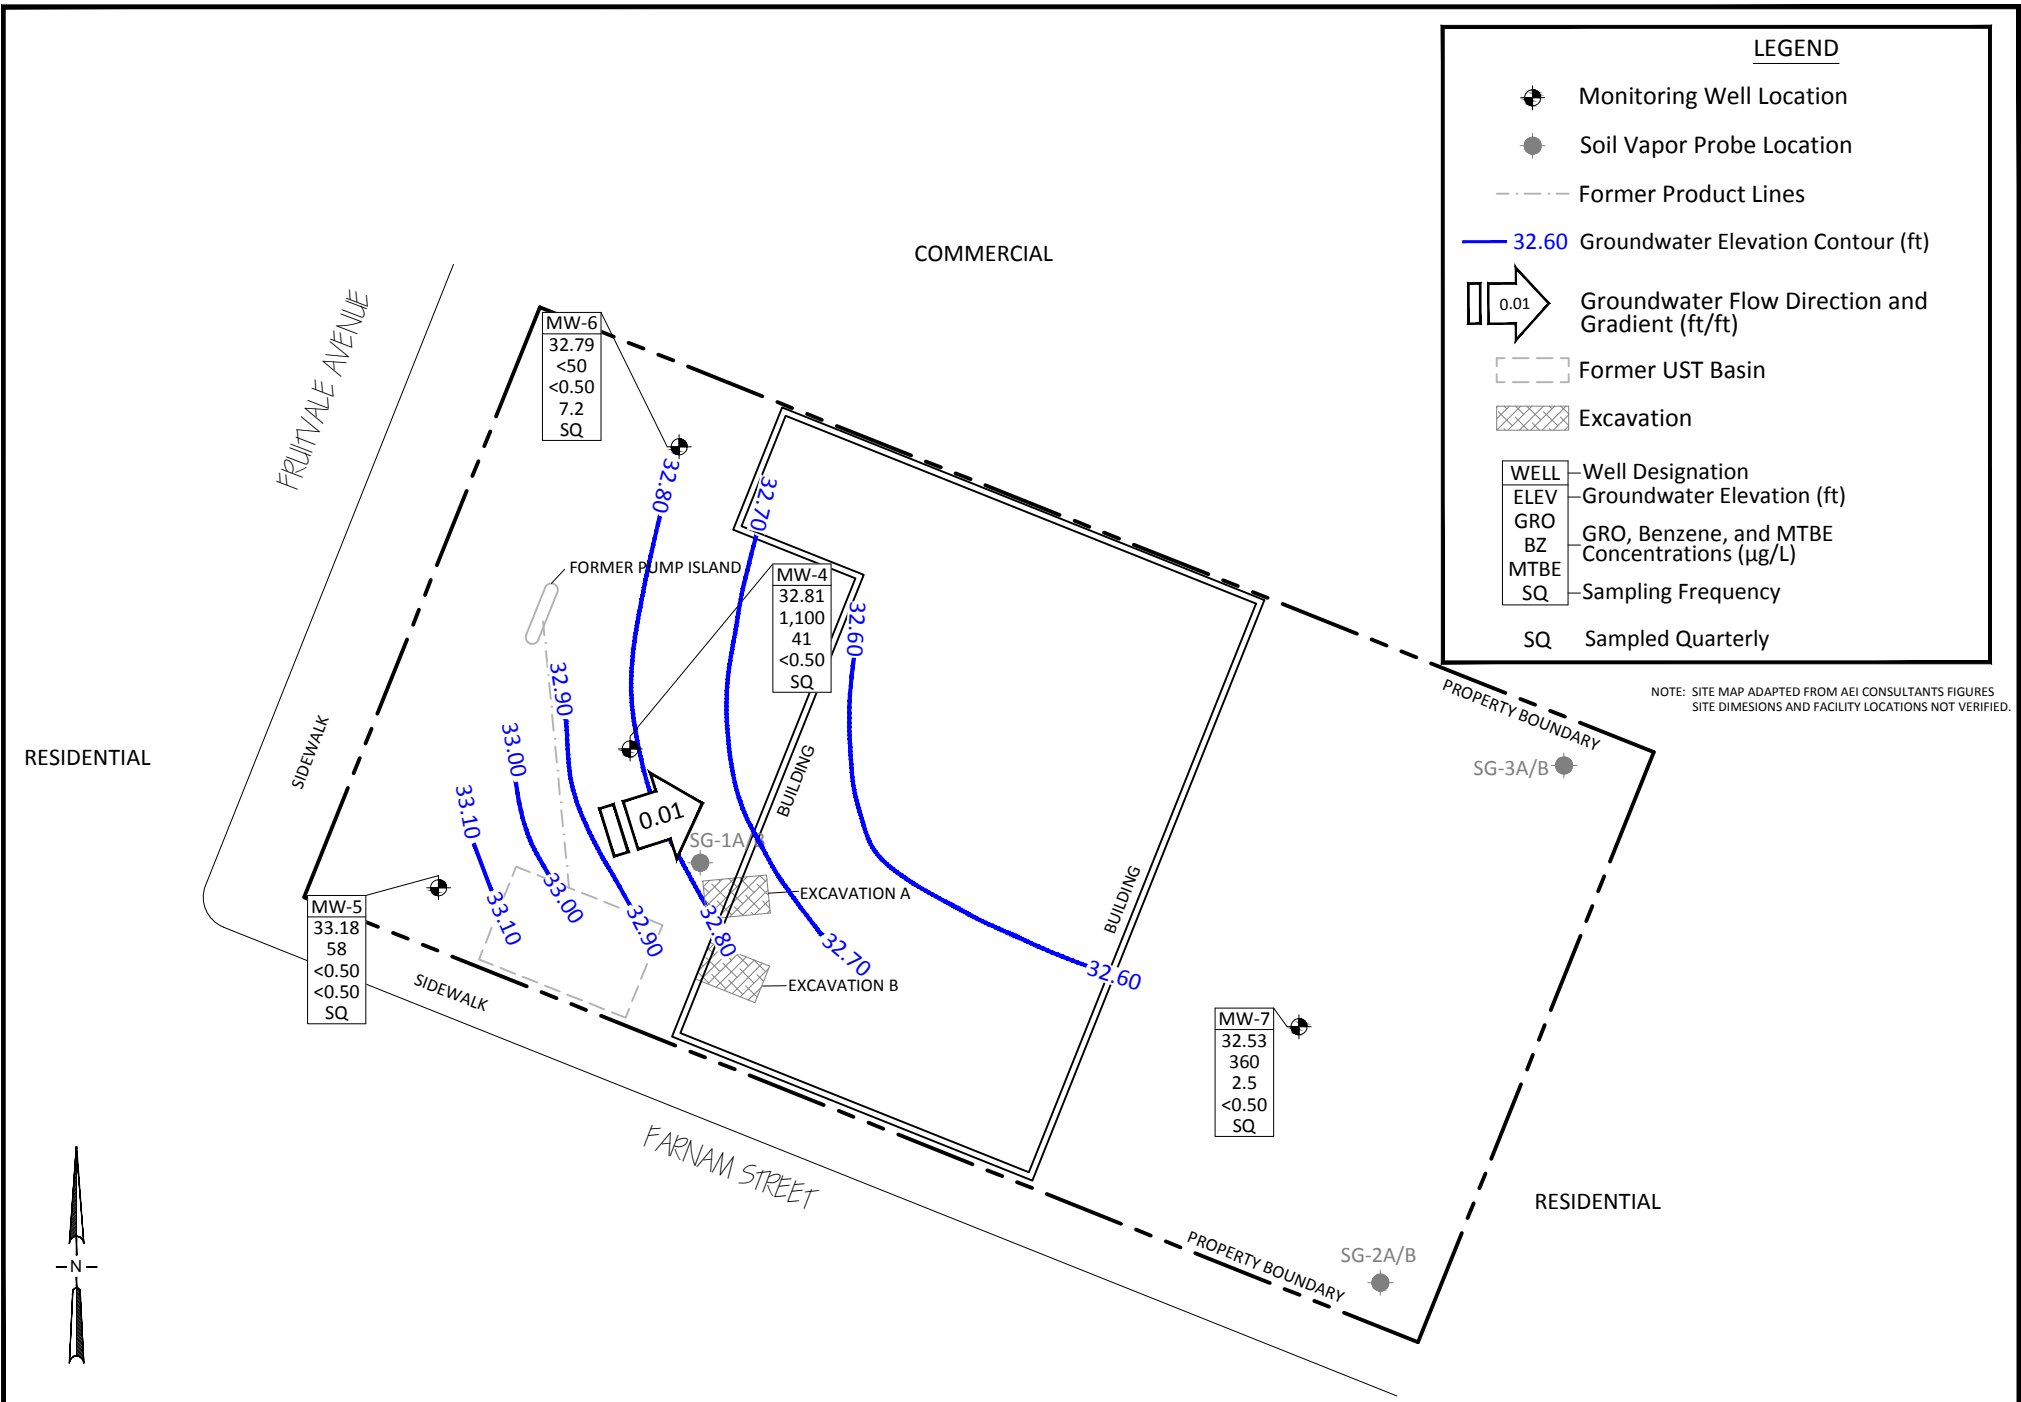 LEGEND
Monitoring Well Location
Soil Vapor Probe Location
Former Product Lines
32.60 Groundwater Elevation Contour (ft)
0.01
Groundwater Flow Direction and
Gradient (ft/ft)
Former UST Basin
Excavation
WELL Well Designation
ELEV Groundwater Elevation (ft)
GRO
BZ
MTBE
GRO, Benzene, and MTBE
Concentrations (µg/L)
SQ Sampling Frequency
SQ Sampled Quarterly
NOTE: SITE MAP ADAPTED FROM AEI CONSULTANTS FIGURES
SITE DIMESIONS AND FACILITY LOCATIONS NOT VERIFIED.
COMMERCIAL
FRUITVALE AVENUE
MW-6
32.79
<50
<0.50
7.2
SQ
32.80
32.70
FORMER PUMP ISLAND
MW-4
32.81
1,100
41
<0.50
SQ
32.60
32.90
33.00
33.10
RESIDENTIAL
SIDEWALK
BUILDING
0.01
SG-1A/B
EXCAVATION A
EXCAVATION B
33.10
33.00
32.90
32.80
32.70
32.60
BUILDING
PROPERTY BOUNDARY
SG-3A/B
MW-5
33.18
58
<0.50
<0.50
SQ
SIDEWALK
MW-7
32.53
360
2.5
<0.50
SQ
FARNAM STREET
RESIDENTIAL
PROPERTY BOUNDARY
SG-2A/B
N